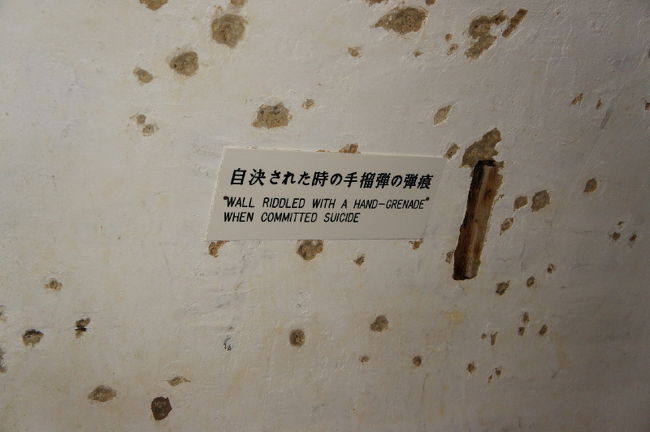 自決された時の手榴弾の弾痕
"WALL RIDDLED WITH A HAND-GRENADE"
WHEN COMMITTED SUICIDE